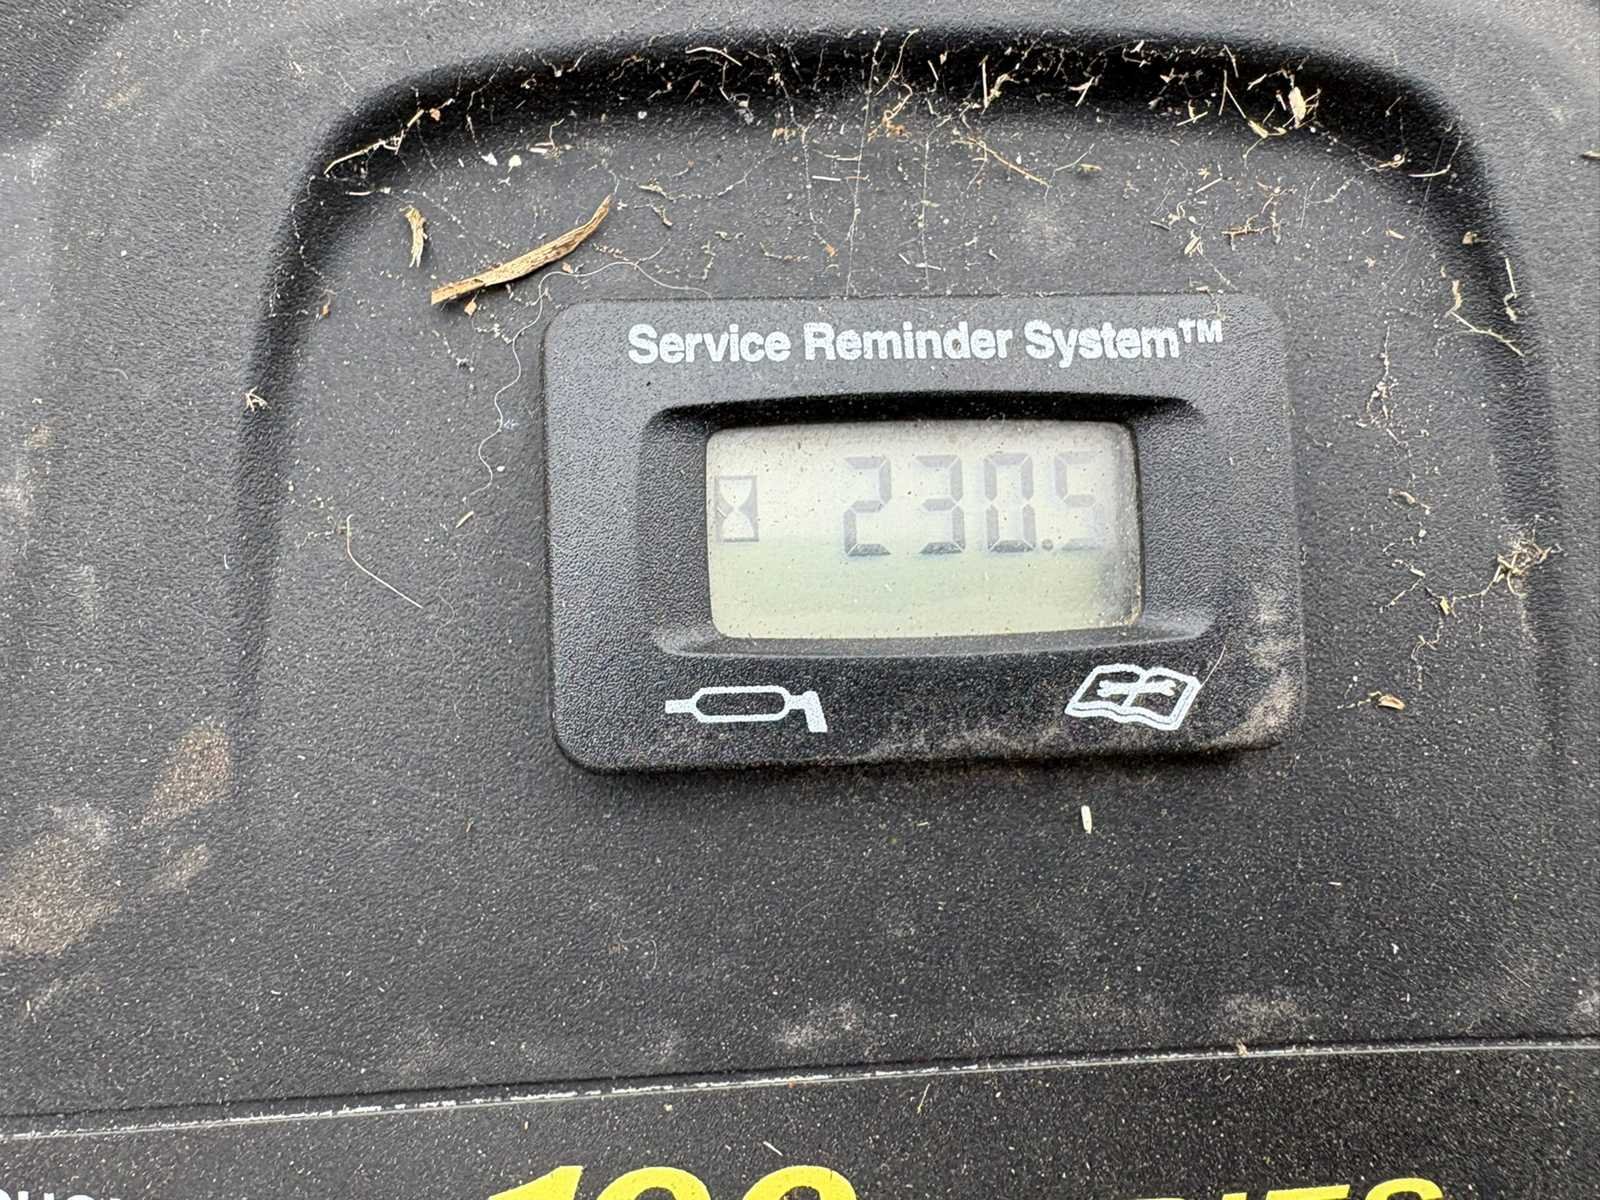 Service Reminder System™
230.5